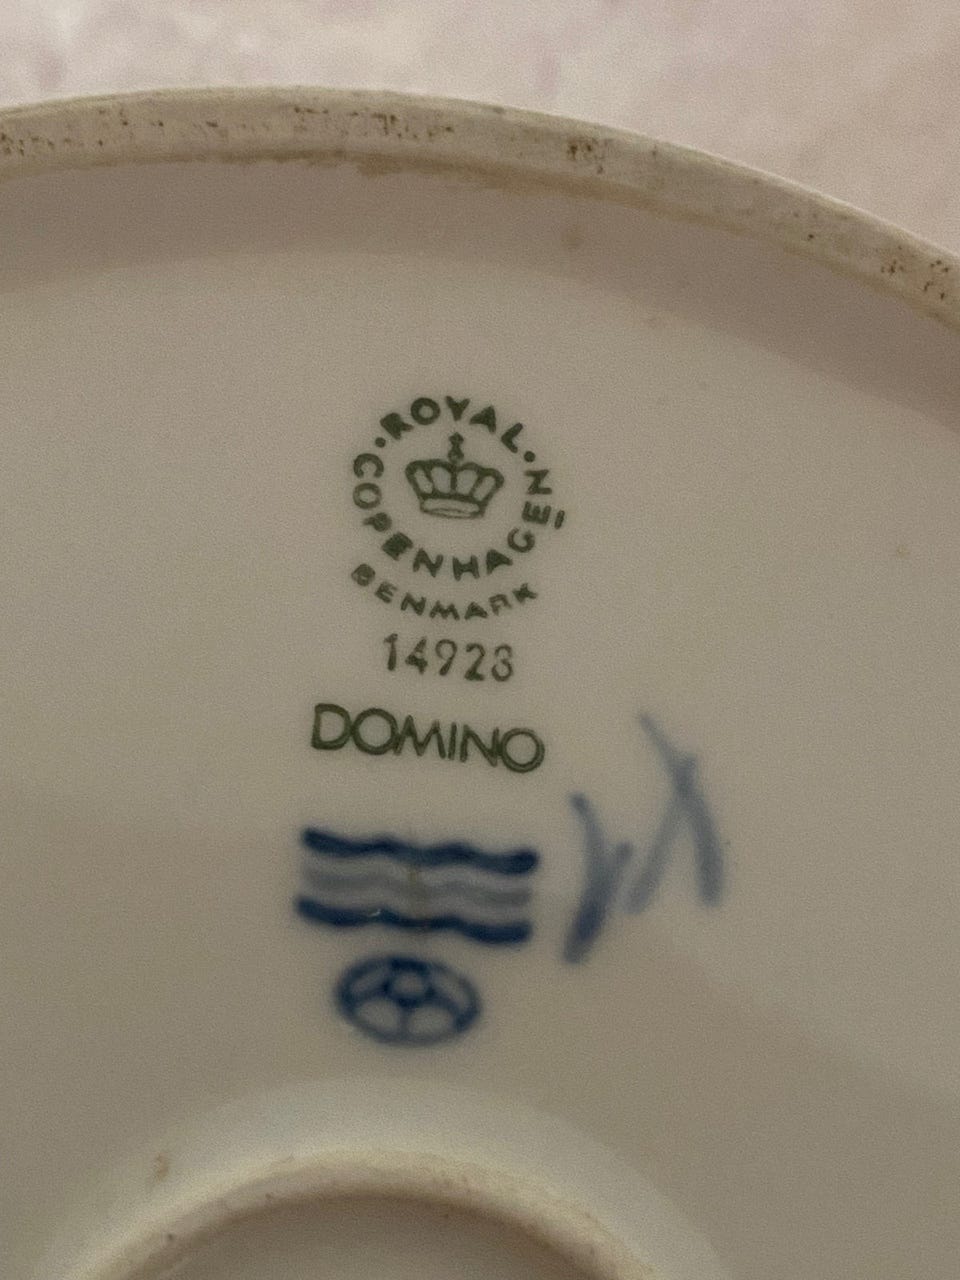 ROYAL
COPENHAGEN
DENMARK
14923
DOMINO